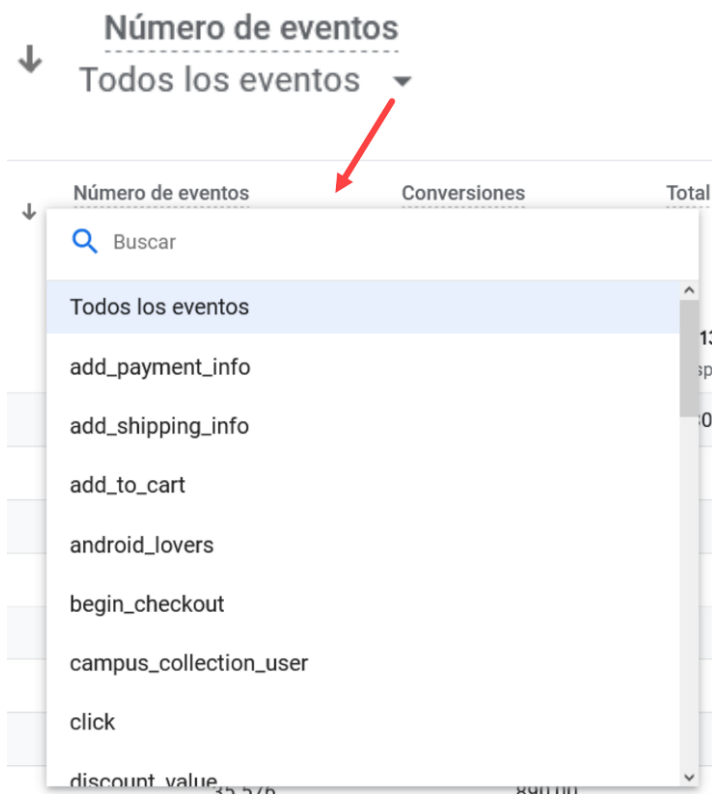 Número de eventos
Todos los eventos
Número de eventos Conversiones Total
Buscar
Todos los eventos
add_payment_info
add_shipping_info
add_to_cart
android_lovers
begin_checkout
campus_collection_user
click
discount_value